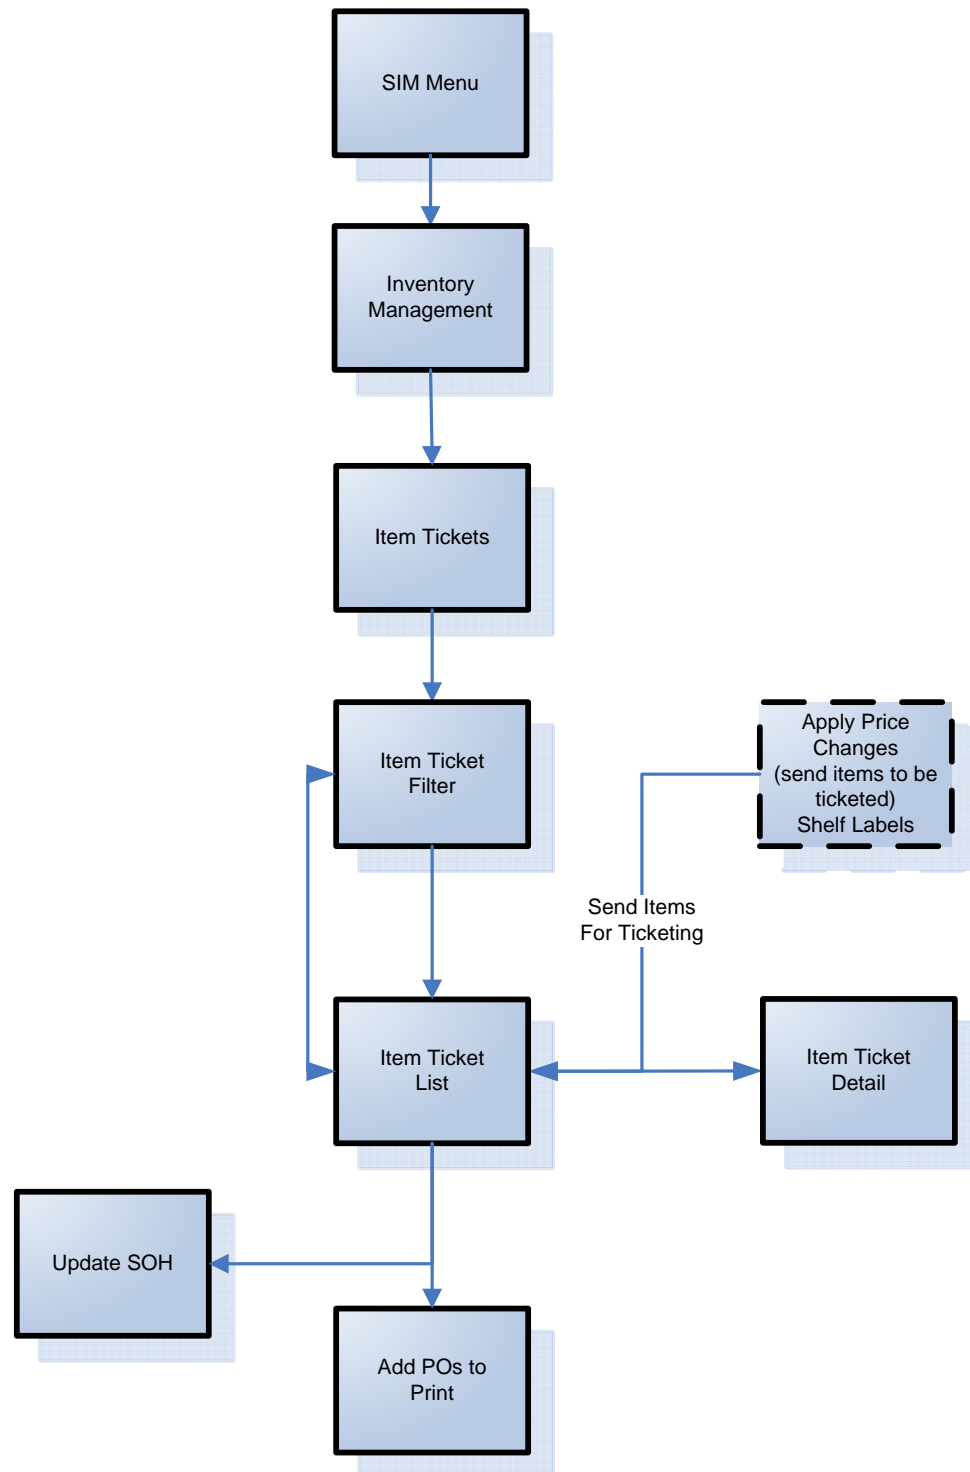 SIM Menu
Inventory
Management
Item Tickets
Item Ticket
Filter
Apply Price
Changes
(send items to be
ticketed)
Shelf Labels
Send Items
For Ticketing
Item Ticket
List
Item Ticket
Detail
Update SOH
Add POs to
Print